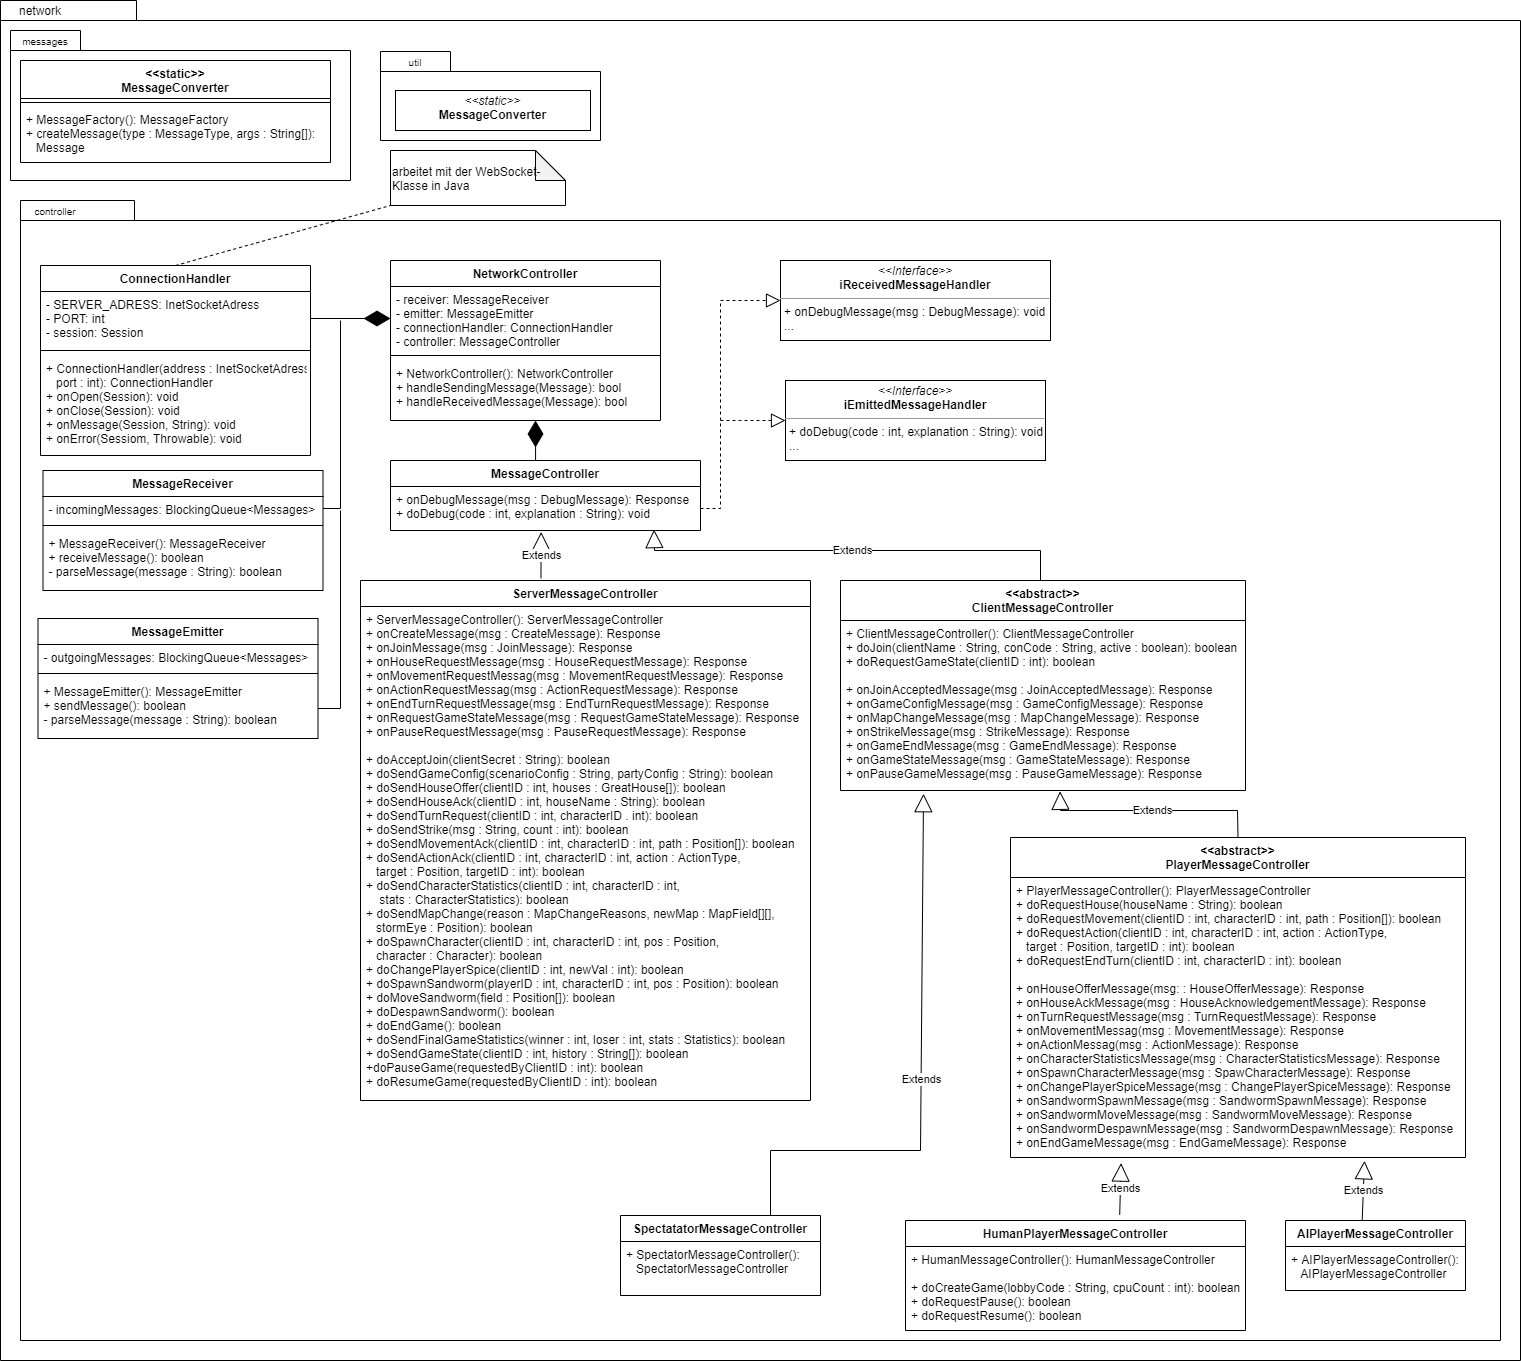 network
messages
<<static>>
MessageConverter
+ MessageFactory(): MessageFactory
+ createMessage(type : MessageType, args : String[]):
Message
util
<<static>>
MessageConverter
arbeitet mit der WebSocket-
Klasse in Java
controller
ConnectionHandler
- SERVER_ADRESS: InetSocketAdress
- PORT: int
- session: Session
+ ConnectionHandler(address : InetSocketAdress
port : int): ConnectionHandler
+ onOpen(Session): void
+ onClose(Session): void
+ onMessage(Session, String): void
+ onError(Sessiom, Throwable): void
MessageReceiver
- incomingMessages: BlockingQueue<Messages>
+ MessageReceiver(): MessageReceiver
+ receiveMessage(): boolean
- parseMessage(message : String): boolean
MessageEmitter
- outgoingMessages: BlockingQueue<Messages>
+ MessageEmitter(): MessageEmitter
+ sendMessage(): boolean
- parseMessage(message : String): boolean
NetworkController
- receiver: MessageReceiver
- emitter: MessageEmitter
- connectionHandler: ConnectionHandler
- controller: MessageController
+ NetworkController(): NetworkController
+ handleSendingMessage(Message): bool
+ handleReceivedMessage(Message): bool
<<Interface>>
iReceivedMessageHandler
+ onDebugMessage(msg : DebugMessage): void
...
<<Interface>>
iEmittedMessageHandler
+ doDebug(code : int, explanation : String): void
...
MessageController
+ onDebugMessage(msg : DebugMessage): Response
+ doDebug(code : int, explanation : String): void
Extends
Extends
ServerMessageController
+ ServerMessageController(): ServerMessageController
+ onCreateMessage(msg : CreateMessage): Response
+ onJoinMessage(msg : JoinMessage): Response
+ onHouseRequestMessage(msg : HouseRequestMessage): Response
+ onMovementRequestMessag(msg : MovementRequestMessage): Response
+ onActionRequestMessag(msg : ActionRequestMessage): Response
+ onEndTurnRequestMessage(msg : EndTurnRequestMessage): Response
+ onRequestGameStateMessage(msg : RequestGameStateMessage): Response
+ onPauseRequestMessage(msg : PauseRequestMessage): Response
+ doAcceptJoin(clientSecret : String): boolean
+ doSendGameConfig(scenarioConfig : String, partyConfig : String): boolean
+ doSendHouseOffer(clientID : int, houses : GreatHouse[]): boolean
+ doSendHouseAck(clientID : int, houseName : String): boolean
+ doSendTurnRequest(clientID : int, characterID . int): boolean
+ doSendStrike(msg : String, count : int): boolean
+ doSendMovementAck(clientID : int, characterID : int, path : Position[]): boolean
+ doSendActionAck(clientID : int, characterID : int, action : ActionType,
target : Position, targetID : int): boolean
+ doSendCharacterStatistics(clientID : int, characterID : int,
stats : CharacterStatistics): boolean
+ doSendMapChange(reason : MapChangeReasons, newMap : MapField[][],
stormEye : Position): boolean
+ doSpawnCharacter(clientID : int, characterID : int, pos : Position,
character : Character): boolean
+ doChangePlayerSpice(clientID : int, newVal : int): boolean
+ doSpawnSandworm(playerID : int, characterID : int, pos : Position): boolean
+ doMoveSandworm(field : Position[]): boolean
+ doDespawnSandworm(): boolean
+ doEndGame(): boolean
+ doSendFinalGameStatistics(winner : int, loser : int, stats : Statistics): boolean
+ doSendGameState(clientID : int, history : String[]): boolean
+doPauseGame(requestedByClientID : int): boolean
+ doResumeGame(requestedByClientID : int): boolean
<<abstract>>
ClientMessageController
+ ClientMessageController(): ClientMessageController
+ doJoin(clientName : String, conCode : String, active : boolean): boolean
+ doRequestGameState(clientID : int): boolean
+ onJoinAcceptedMessage(msg : JoinAcceptedMessage): Response
+ onGameConfigMessage(msg : GameConfigMessage): Response
+ onMapChangeMessage(msg : MapChangeMessage): Response
+ onStrikeMessage(msg : StrikeMessage): Response
+ onGameEndMessage(msg : GameEndMessage): Response
+ onGameStateMessage(msg : GameStateMessage): Response
+ onPauseGameMessage(msg : PauseGameMessage): Response
Extends
<<abstract>>
PlayerMessageController
+ PlayerMessageController(): PlayerMessageController
+ doRequestHouse(houseName : String): boolean
+ doRequestMovement(clientID : int, characterID : int, path : Position[]): boolean
+ doRequestAction(clientID : int, characterID : int, action : ActionType,
target : Position, targetID : int): boolean
+ doRequestEndTurn(clientID : int, characterID : int): boolean
+ onHouseOfferMessage(msg: : HouseOfferMessage): Response
+ onHouseAckMessage(msg : HouseAcknowledgementMessage): Response
+ onTurnRequestMessage(msg : TurnRequestMessage): Response
+ onMovementMessag(msg : MovementMessage): Response
+ onActionMessag(msg : ActionMessage): Response
+ onCharacterStatisticsMessage(msg : CharacterStatisticsMessage): Response
+ onSpawnCharacterMessage(msg : SpawCharacterMessage): Response
+ onChangePlayerSpiceMessage(msg : ChangePlayerSpiceMessage): Response
+ onSandwormSpawnMessage(msg : SandwormSpawnMessage): Response
+ onSandwormMoveMessage(msg : SandwormMoveMessage): Response
+ onSandwormDespawnMessage(msg : SandwormDespawnMessage): Response
+ onEndGameMessage(msg : EndGameMessage): Response
Extends
Extends
Extends
SpectatatorMessageController
+ SpectatorMessageController():
SpectatorMessageController
HumanPlayerMessageController
+ HumanMessageController(): HumanMessageController
+ doCreateGame(lobbyCode : String, cpuCount : int): boolean
+ doRequestPause(): boolean
+ doRequestResume(): boolean
AIPlayerMessageController
+ AIPlayerMessageController():
AIPlayerMessageController